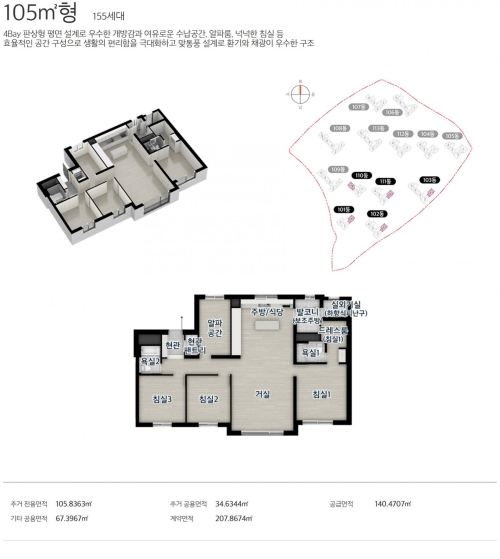 105㎡형 155세대
4Bay 판상형 평면 설계로 우수한 개방감과 여유로운 수납공간, 알파룸, 넉넉한 침실 등
효율적인 공간 구성으로 생활의 편리함을 극대화하고 맞통풍 설계로 환기와 채광이 우수한 구조
107동
106동
108동
113동
112동
104동
105동
109동
110동
111동
103동
101동
102동
주방/식당
발코니
(보조주방)
실외기실
(하향식피난구)
알파
공간
드레스룸
(침실1)
현관
현관
팬트리
욕실2
욕실1
침실3
침실2
거실
침실1
주거 전용면적 105.8363㎡
주거 공용면적 34.6344㎡
공급면적 140.4707㎡
기타 공용면적 67.3967㎡
계약면적 207.8674㎡